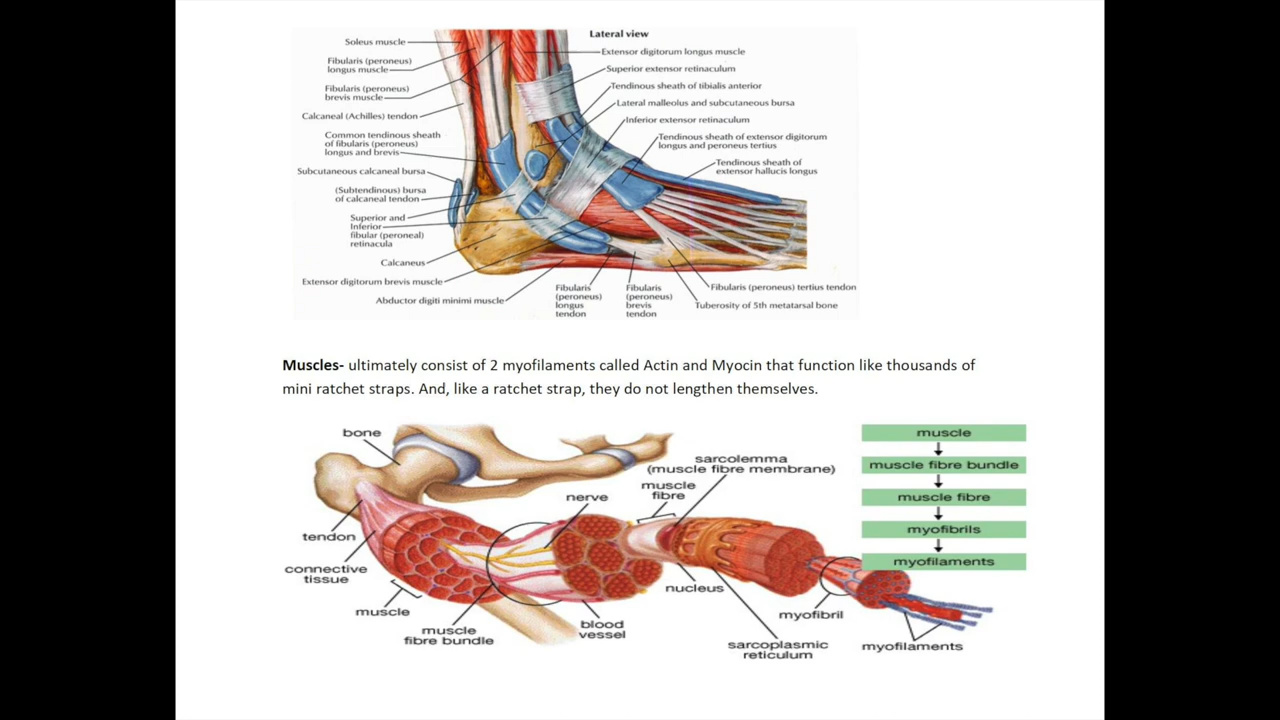 Lateral view
Soleus muscle
Fibularis (peroneus)
longus muscle
Fibularis (peroneus)
brevis muscle
Calcaneal (Achilles) tendon
Common tendinous sheath
of fibularis (peroneus)
longus and brevis
Subcutaneous calcaneal bursa
(Subtendinous) bursa
of calcaneal tendon
Superior and
Inferior
fibular (peroneal)
retinacula
Calcaneus
Extensor digitorum brevis muscle
Abductor digiti minimi muscle
Extensor digitorum longus muscle
Superior extensor retinaculum
Tendinous sheath of tibialis anterior
Lateral malleolus and subcutaneous bursa
Inferior extensor retinaculum
Tendinous sheath of extensor digitorum
longus and peroneus tertius
Tendinous sheath of
extensor hallucis longus
Fibularis
(peroneus)
longus
tendon
Fibularis
(peroneus)
brevis
tendon
Fibularis (peroneus) tertius tendon
Tuberosity of 5th metatarsal bone
Muscles- ultimately consist of 2 myofilaments called Actin and Myocin that function like thousands of
mini ratchet straps. And, like a ratchet strap, they do not lengthen themselves.
bone
tendon
connective
tissue
muscle
muscle
fibre bundle
nerve
blood
vessel
muscle
fibre
sarcolemma
(muscle fibre membrane)
nucleus
sarcoplasmic
reticulum
myofibril
myofilaments
muscle
muscle fibre bundle
muscle fibre
myofibrils
myofilaments